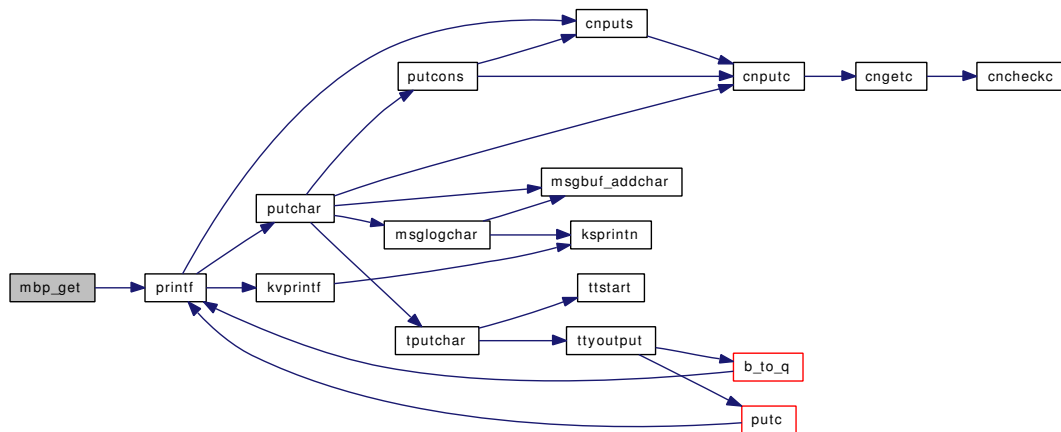 cnputs
putcons
cnputc
cngetc
cncheckc
msgbuf_addchar
putchar
msglogchar
ksprintn
mbp_get
printf
kvprintf
ttstart
tputchar
ttyoutput
b_to_q
putc